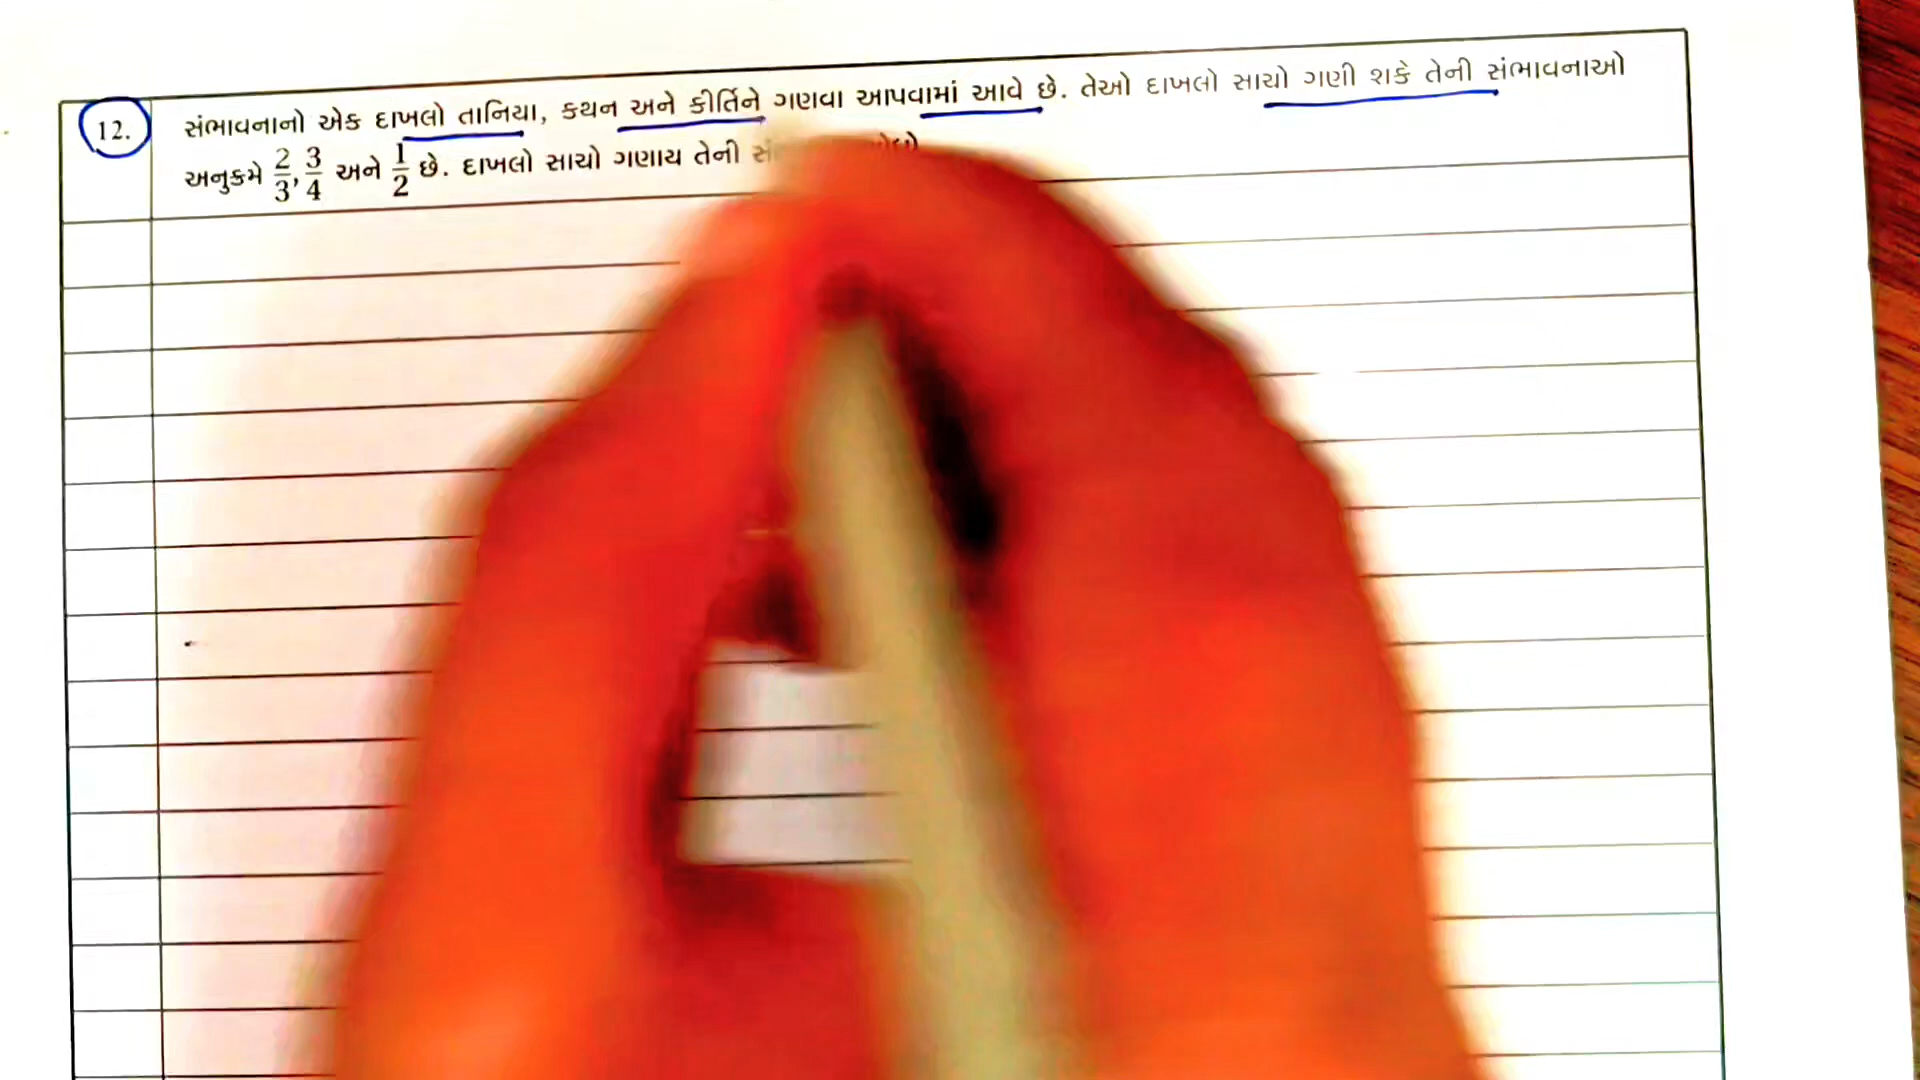 12. સંભાવનાનો એક દાખલો તાનિયા, કથન અને કીર્તિને ગણવા આપવામાં આવે છે. તેઓ દાખલો સાચો ગણી શકે તેની સંભાવનાઓ
અનુક્રમે 2/3, 3/4 અને 1/2 છે. દાખલો સાચો ગણાય તેની